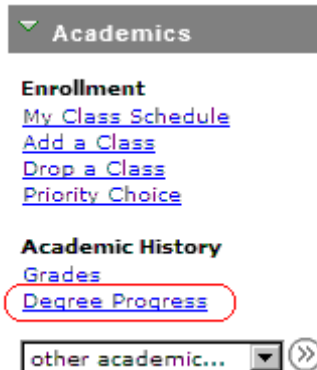 Academics
Enrollment
My Class Schedule
Add a Class
Drop a Class
Priority Choice
Academic History
Grades
Degree Progress
other academic...